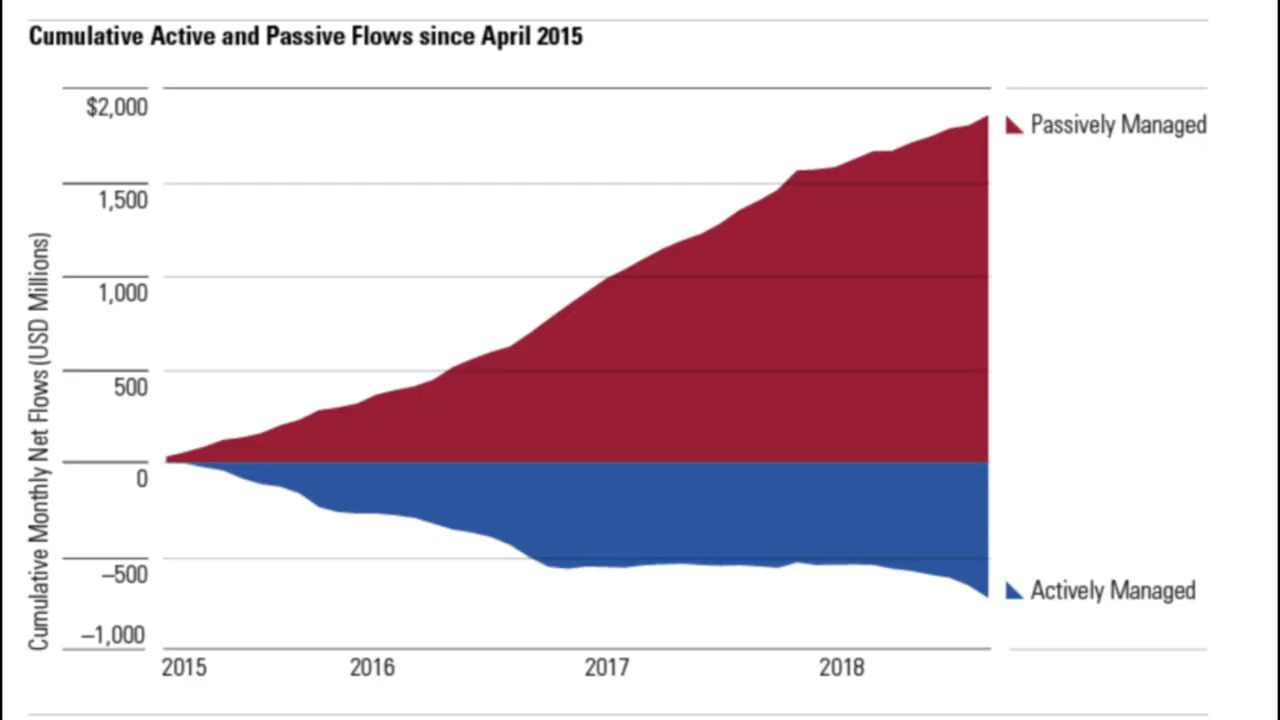 Cumulative Active and Passive Flows since April 2015
$2,000
Passively Managed
1,500
1,000
500
0
–500
Actively Managed
–1,000
Cumulative Monthly Net Flows (USD Millions)
2015 2016 2017 2018